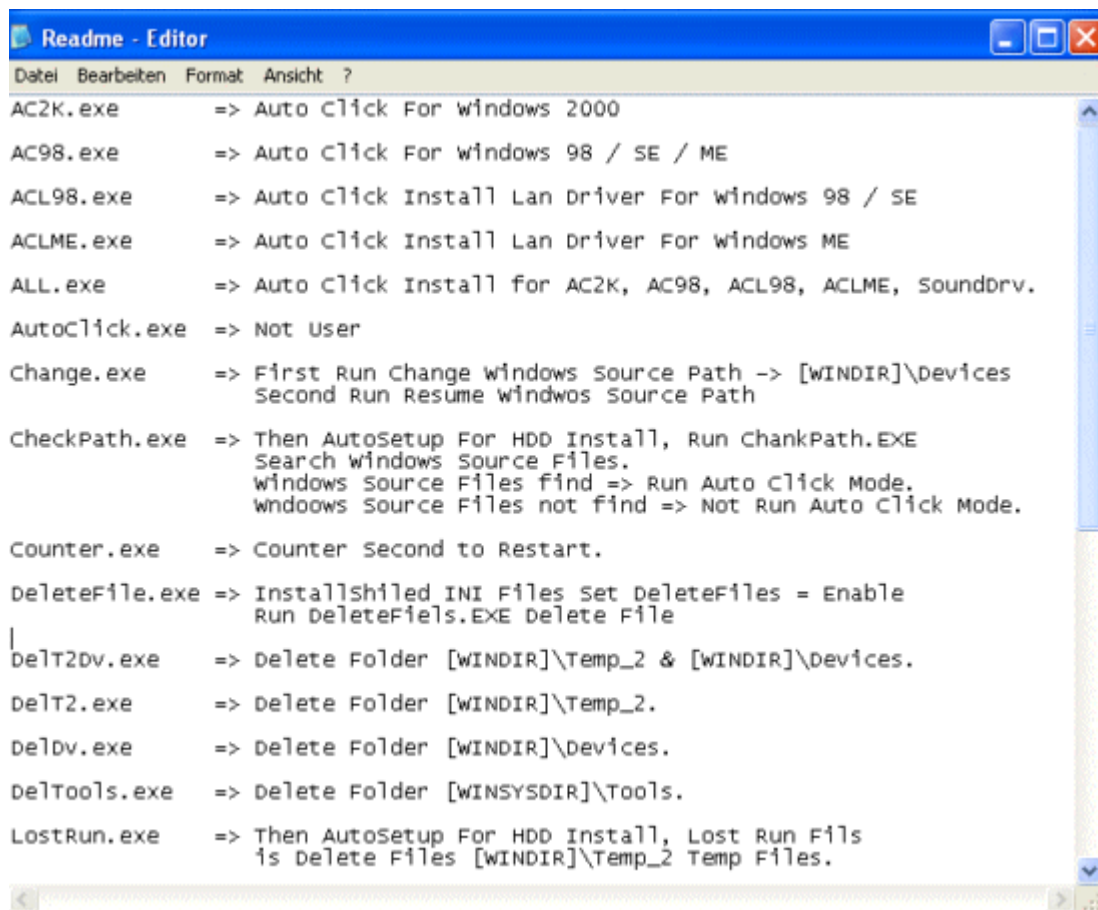 Readme - Editor
Datei Bearbeiten Format Ansicht ?
AC2K.exe => Auto Click For Windows 2000
AC98.exe => Auto Click For Windows 98 / SE / ME
ACL98.exe => Auto Click Install Lan Driver For Windows 98 / SE
ACLME.exe => Auto Click Install Lan Driver For Windows ME
ALL.exe => Auto Click Install for AC2K, AC98, ACL98, ACLME, SoundDrv.
AutoClick.exe => Not User
Change.exe => First Run Change Windows Source Path -> [WINDIR]\Devices
Second Run Resume Windwos Source Path
CheckPath.exe => Then AutoSetup For HDD Install, Run ChankPath.EXE
Search Windows Source Files.
Windows Source Files find => Run Auto Click Mode.
Wndoows Source Files not find => Not Run Auto Click Mode.
Counter.exe => Counter Second to Restart.
DeleteFile.exe => InstallShiled INI Files Set DeleteFiles = Enable
Run DeleteFiels.EXE Delete File
DelT2Dv.exe => Delete Folder [WINDIR]\Temp_2 & [WINDIR]\Devices.
DelT2.exe => Delete Folder [WINDIR]\Temp_2.
DelDv.exe => Delete Folder [WINDIR]\Devices.
DelTools.exe => Delete Folder [WINSYSDIR]\Tools.
LostRun.exe => Then AutoSetup For HDD Install, Lost Run Fils
is Delete Files [WINDIR]\Temp_2 Temp Files.